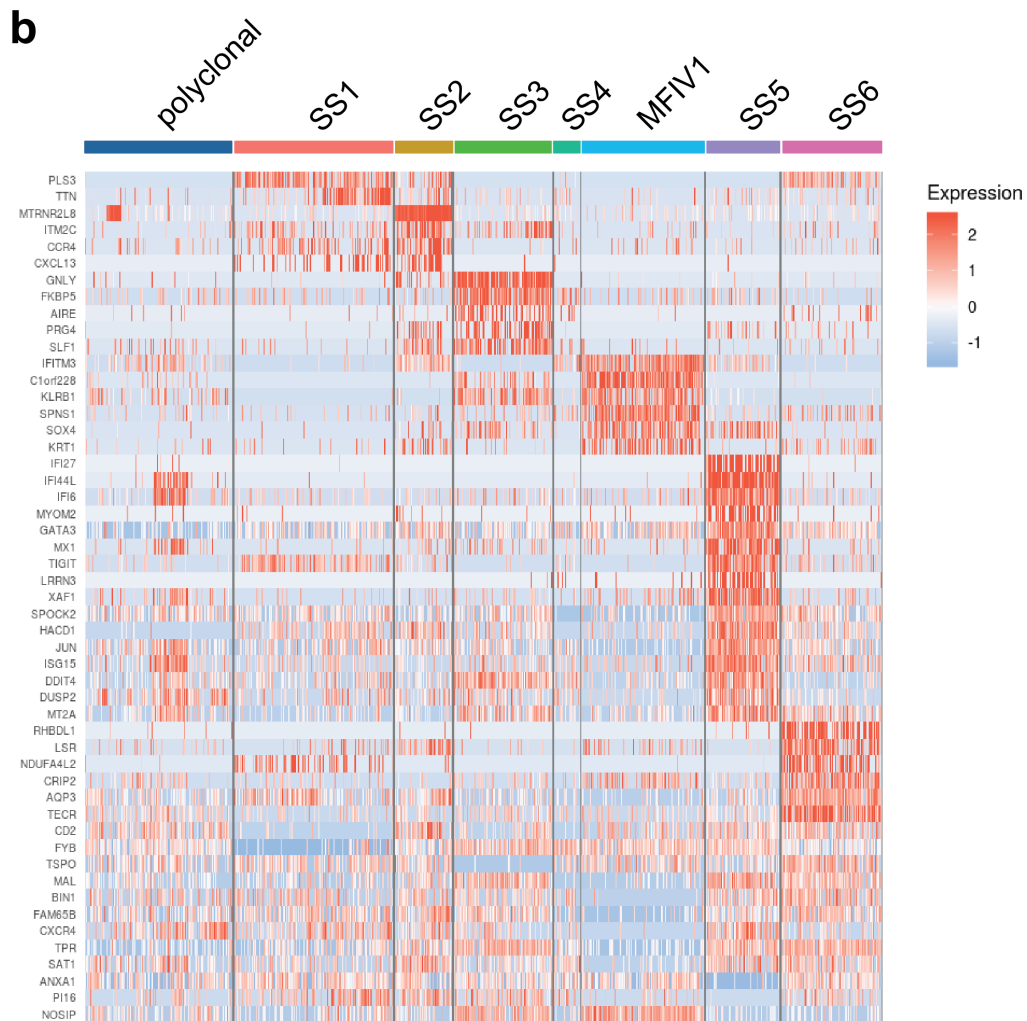 b
polyclonal
SS1
SS2
SS3
SS4
MFIV1
SS5
SS6
PLS3
TTN
MTRNR2L8
ITM2C
CCR4
CXCL13
GNLY
FKBP5
AIRE
PRG4
SLF1
IFITM3
C1orf228
KLRB1
SPNS1
SOX4
KRT1
IFI27
IFI44L
IFI6
MYOM2
GATA3
MX1
TIGIT
LRRN3
XAF1
SPOCK2
HACD1
JUN
ISG15
DDIT4
DUSP2
MT2A
RHBDL1
LSR
NDUFA4L2
CRIP2
AQP3
TECR
CD2
FYB
TSPO
MAL
BIN1
FAM65B
CXCR4
TPR
SAT1
ANXA1
PI16
NOSIP
Expression
2
1
0
-1